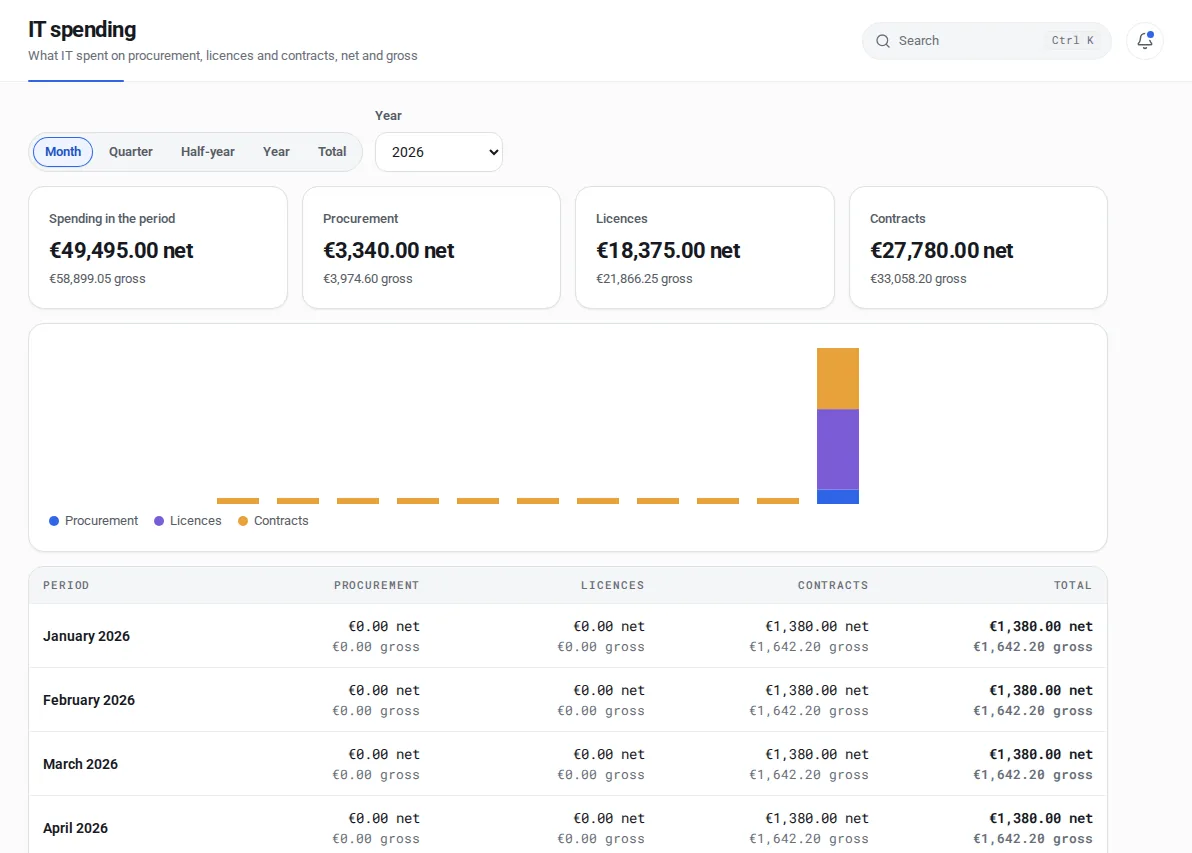 IT spending
What IT spent on procurement, licences and contracts, net and gross
Search Ctrl K
Year
Month Quarter Half-year Year Total 2026
Spending in the period Procurement Licences Contracts
€49,495.00 net €3,340.00 net €18,375.00 net €27,780.00 net
€58,899.05 gross €3,974.60 gross €21,866.25 gross €33,058.20 gross
Procurement Licences Contracts
PERIOD PROCUREMENT LICENCES CONTRACTS TOTAL
January 2026 €0.00 net €0.00 net €1,380.00 net €1,380.00 net
€0.00 gross €0.00 gross €1,642.20 gross €1,642.20 gross
February 2026 €0.00 net €0.00 net €1,380.00 net €1,380.00 net
€0.00 gross €0.00 gross €1,642.20 gross €1,642.20 gross
March 2026 €0.00 net €0.00 net €1,380.00 net €1,380.00 net
€0.00 gross €0.00 gross €1,642.20 gross €1,642.20 gross
April 2026 €0.00 net €0.00 net €1,380.00 net €1,380.00 net
€0.00 gross €0.00 gross €1,642.20 gross €1,642.20 gross